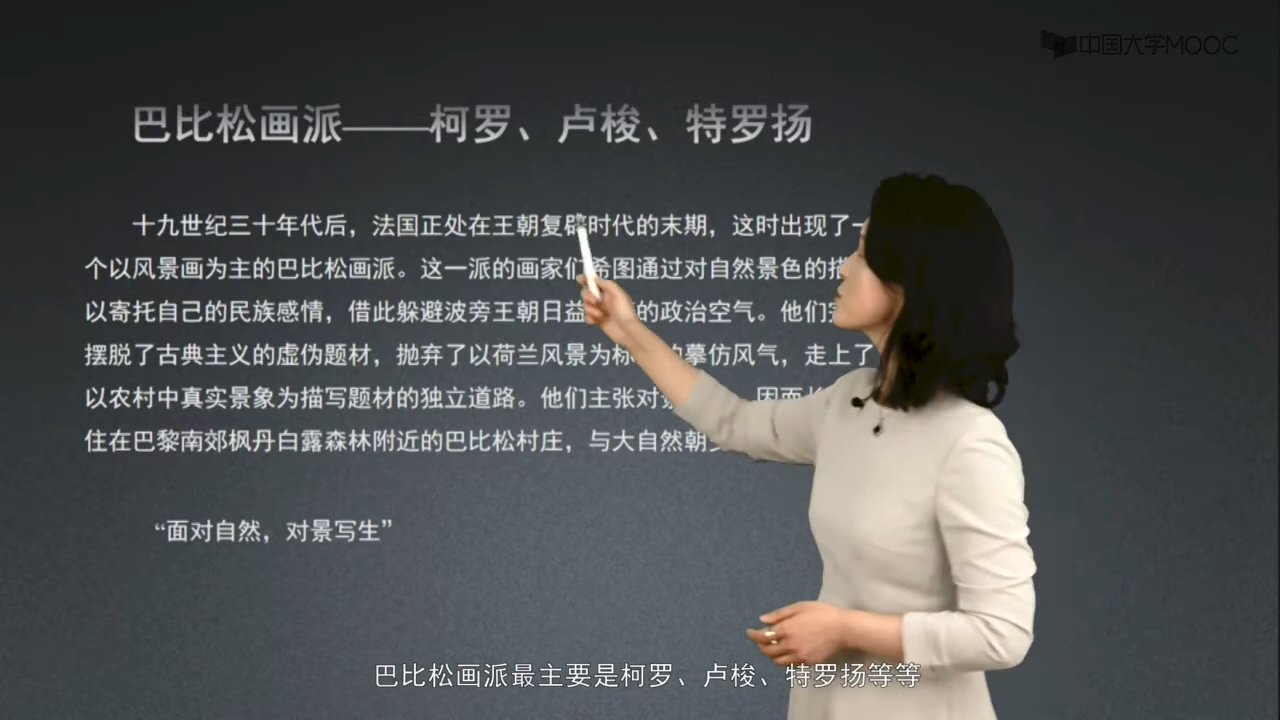 中国大学MOOC
巴比松画派——柯罗、卢梭、特罗扬
十九世纪三十年代后，法国正处在王朝复辟时代的末期，这时出现了一
个以风景画为主的巴比松画派。这一派的画家们希图通过对自然景色的描
以寄托自己的民族感情，借此躲避波旁王朝日益 的政治空气。他们
摆脱了古典主义的虚伪题材，抛弃了以荷兰风景为标 的摹仿风气，走上了
以农村中真实景象为描写题材的独立道路。他们主张对景 因而长
住在巴黎南郊枫丹白露森林附近的巴比松村庄，与大自然朝
“面对自然，对景写生”
巴比松画派最主要是柯罗、卢梭、特罗扬等等